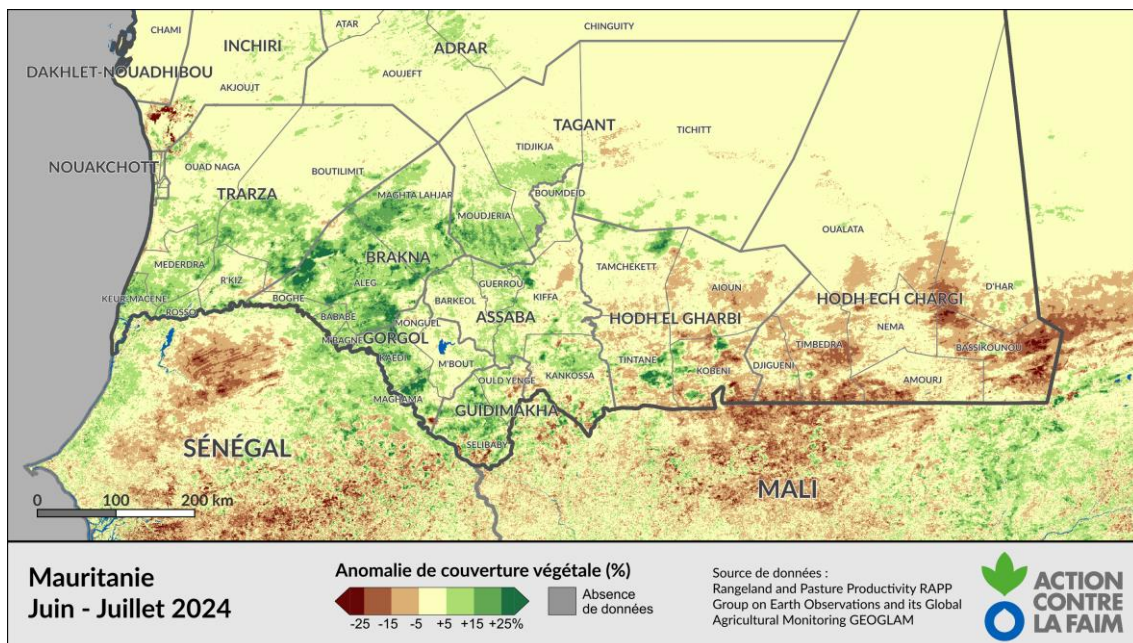 CHAMI
ATAR
CHINGUITY
INCHIRI
ADRAR
DAKHLET-NOUADHIBOU
AOUJEFT
AKJOUJT
TAGANT
TICHITT
TIDJIKJA
NOUAKCHOTT
OUAD NAGA
BOUTILIMIT
BOUMDEID
MAGHTA LAHJAR
TRARZA
MOUDJERIA
OUALATA
BRAKNA
MEDERDRA
TAMCHEKETT
R'KIZ
ALEG
GUERROU
AIOUN
D'HAR
KEUR-MACENE
BOGHE
BARKEOL
KIFFA
HODH ECH CHARGI
ROSSO
BABABE
ASSABA
HODH EL GHARBI
MONGUEL
NEMA
M'BAGNE
GORGOL
TIMBEDRA
BASSIKOUNOU
KAEDI
M'BOUT
TINTANE
KOBENI
DJIGUENI
KANKOSSA
OULD YENGE
AMOURJ
MAGHAMA
GUIDIMAKHA
SELIBABY
SÉNÉGAL
MALI
0 100 200 km
Mauritanie
Juin - Juillet 2024
Anomalie de couverture végétale (%)
-25 -15 -5 +5 +15 +25%
Absence
de données
Source de données :
Rangeland and Pasture Productivity RAPP
Group on Earth Observations and its Global
Agricultural Monitoring GEOGLAM
ACTION
CONTRE
LA FAIM